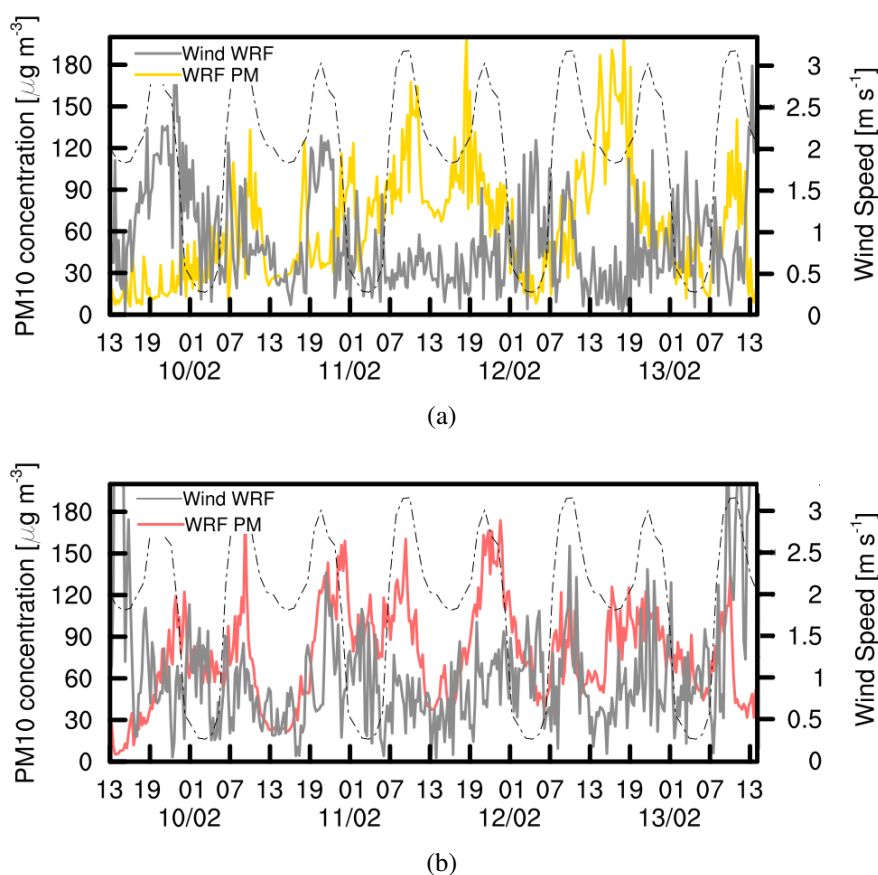 Wind WRF
WRF PM
PM10 concentration [μg m-3]
180
150
120
90
60
30
0
3
2.5
2
1.5
1
0.5
0
Wind Speed [m s-1]
13 19 01 07 13 19 01 07 13 19 01 07 13 19 01 07 13
10/02 11/02 12/02 13/02
(a)
Wind WRF
WRF PM
PM10 concentration [μg m-3]
180
150
120
90
60
30
0
3
2.5
2
1.5
1
0.5
0
Wind Speed [m s-1]
13 19 01 07 13 19 01 07 13 19 01 07 13 19 01 07 13
10/02 11/02 12/02 13/02
(b)